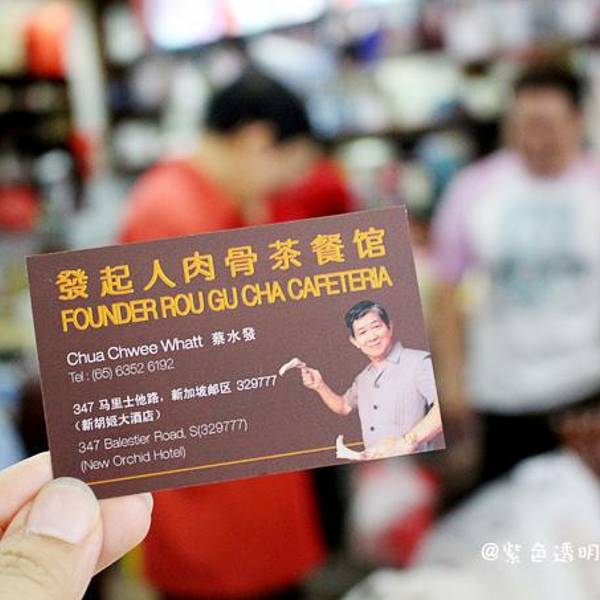 發起人肉骨茶餐馆
FOUNDER ROU GU CHA CAFETERIA
Chua Chwee Whatt 蔡水發
Tel : (65) 6352 6192
347 马里士他路，新加坡邮区 329777
（新胡姬大酒店）
347 Balestier Road, S(329777)
(New Orchid Hotel)
@紫色透明